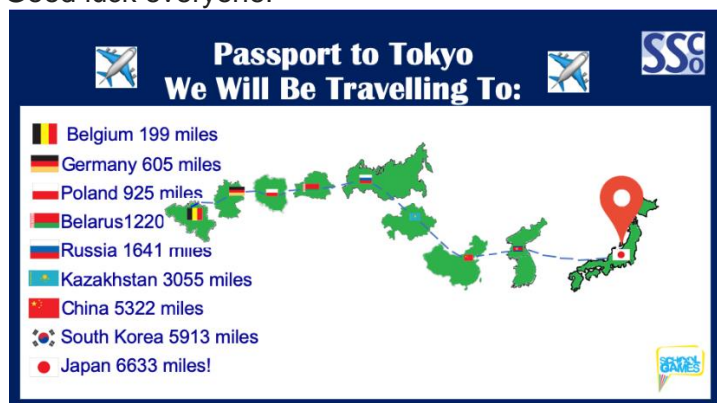 Good luck everyone!
Passport to Tokyo
We Will Be Travelling To:
SSCo
Belgium 199 miles
Germany 605 miles
Poland 925 miles
Belarus1220
Russia 1641 miles
Kazakhstan 3055 miles
China 5322 miles
South Korea 5913 miles
Japan 6633 miles!
SCHOOL
GAMES